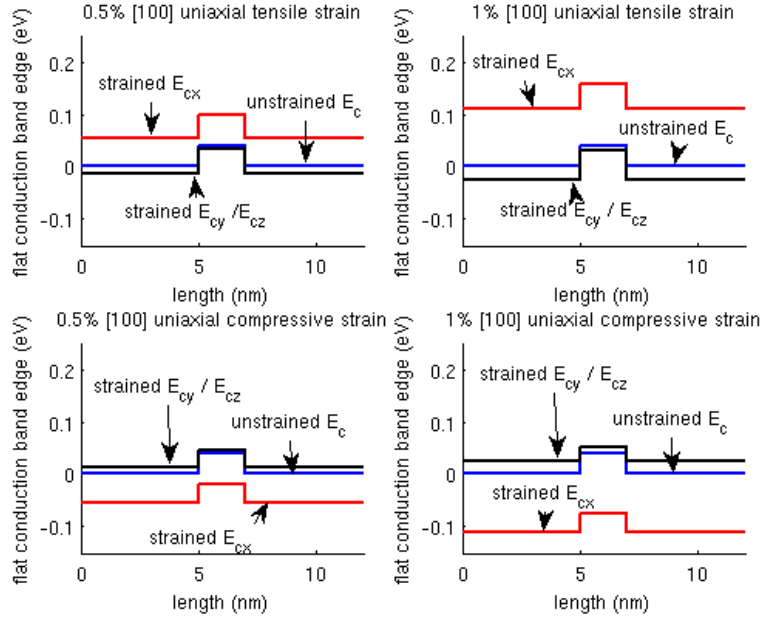 0.5% [100] uniaxial tensile strain
flat conduction band edge (eV)
0.2
0.1
0
-0.1
strained E_cx
unstrained E_c
strained E_cy /E_cz
0 5 10
length (nm)
1% [100] uniaxial tensile strain
flat conduction band edge (eV)
0.2
0.1
0
-0.1
strained E_cx
unstrained E_c
strained E_cy / E_cz
0 5 10
length (nm)
0.5% [100] uniaxial compressive strain
flat conduction band edge (eV)
0.2
0.1
0
-0.1
strained E_cy / E_cz
unstrained E_c
strained E_cx
0 5 10
length (nm)
1% [100] uniaxial compressive strain
flat conduction band edge (eV)
0.2
0.1
0
-0.1
strained E_cy / E_cz
unstrained E_c
strained E_cx
0 5 10
length (nm)